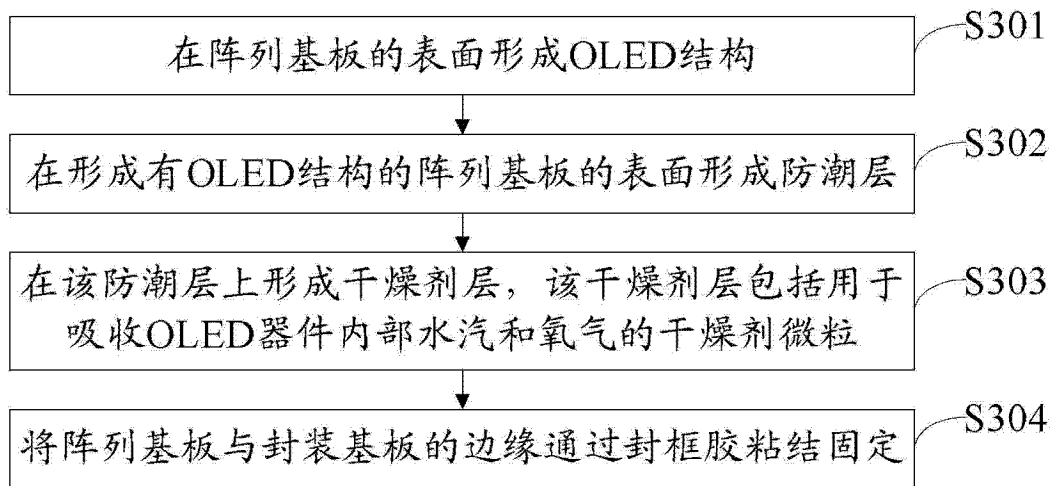 在阵列基板的表面形成OLED结构
S301
在形成有OLED结构的阵列基板的表面形成防潮层
S302
在该防潮层上形成干燥剂层，该干燥剂层包括用于
吸收OLED器件内部水汽和氧气的干燥剂微粒
S303
将阵列基板与封装基板的边缘通过封框胶粘结固定
S304